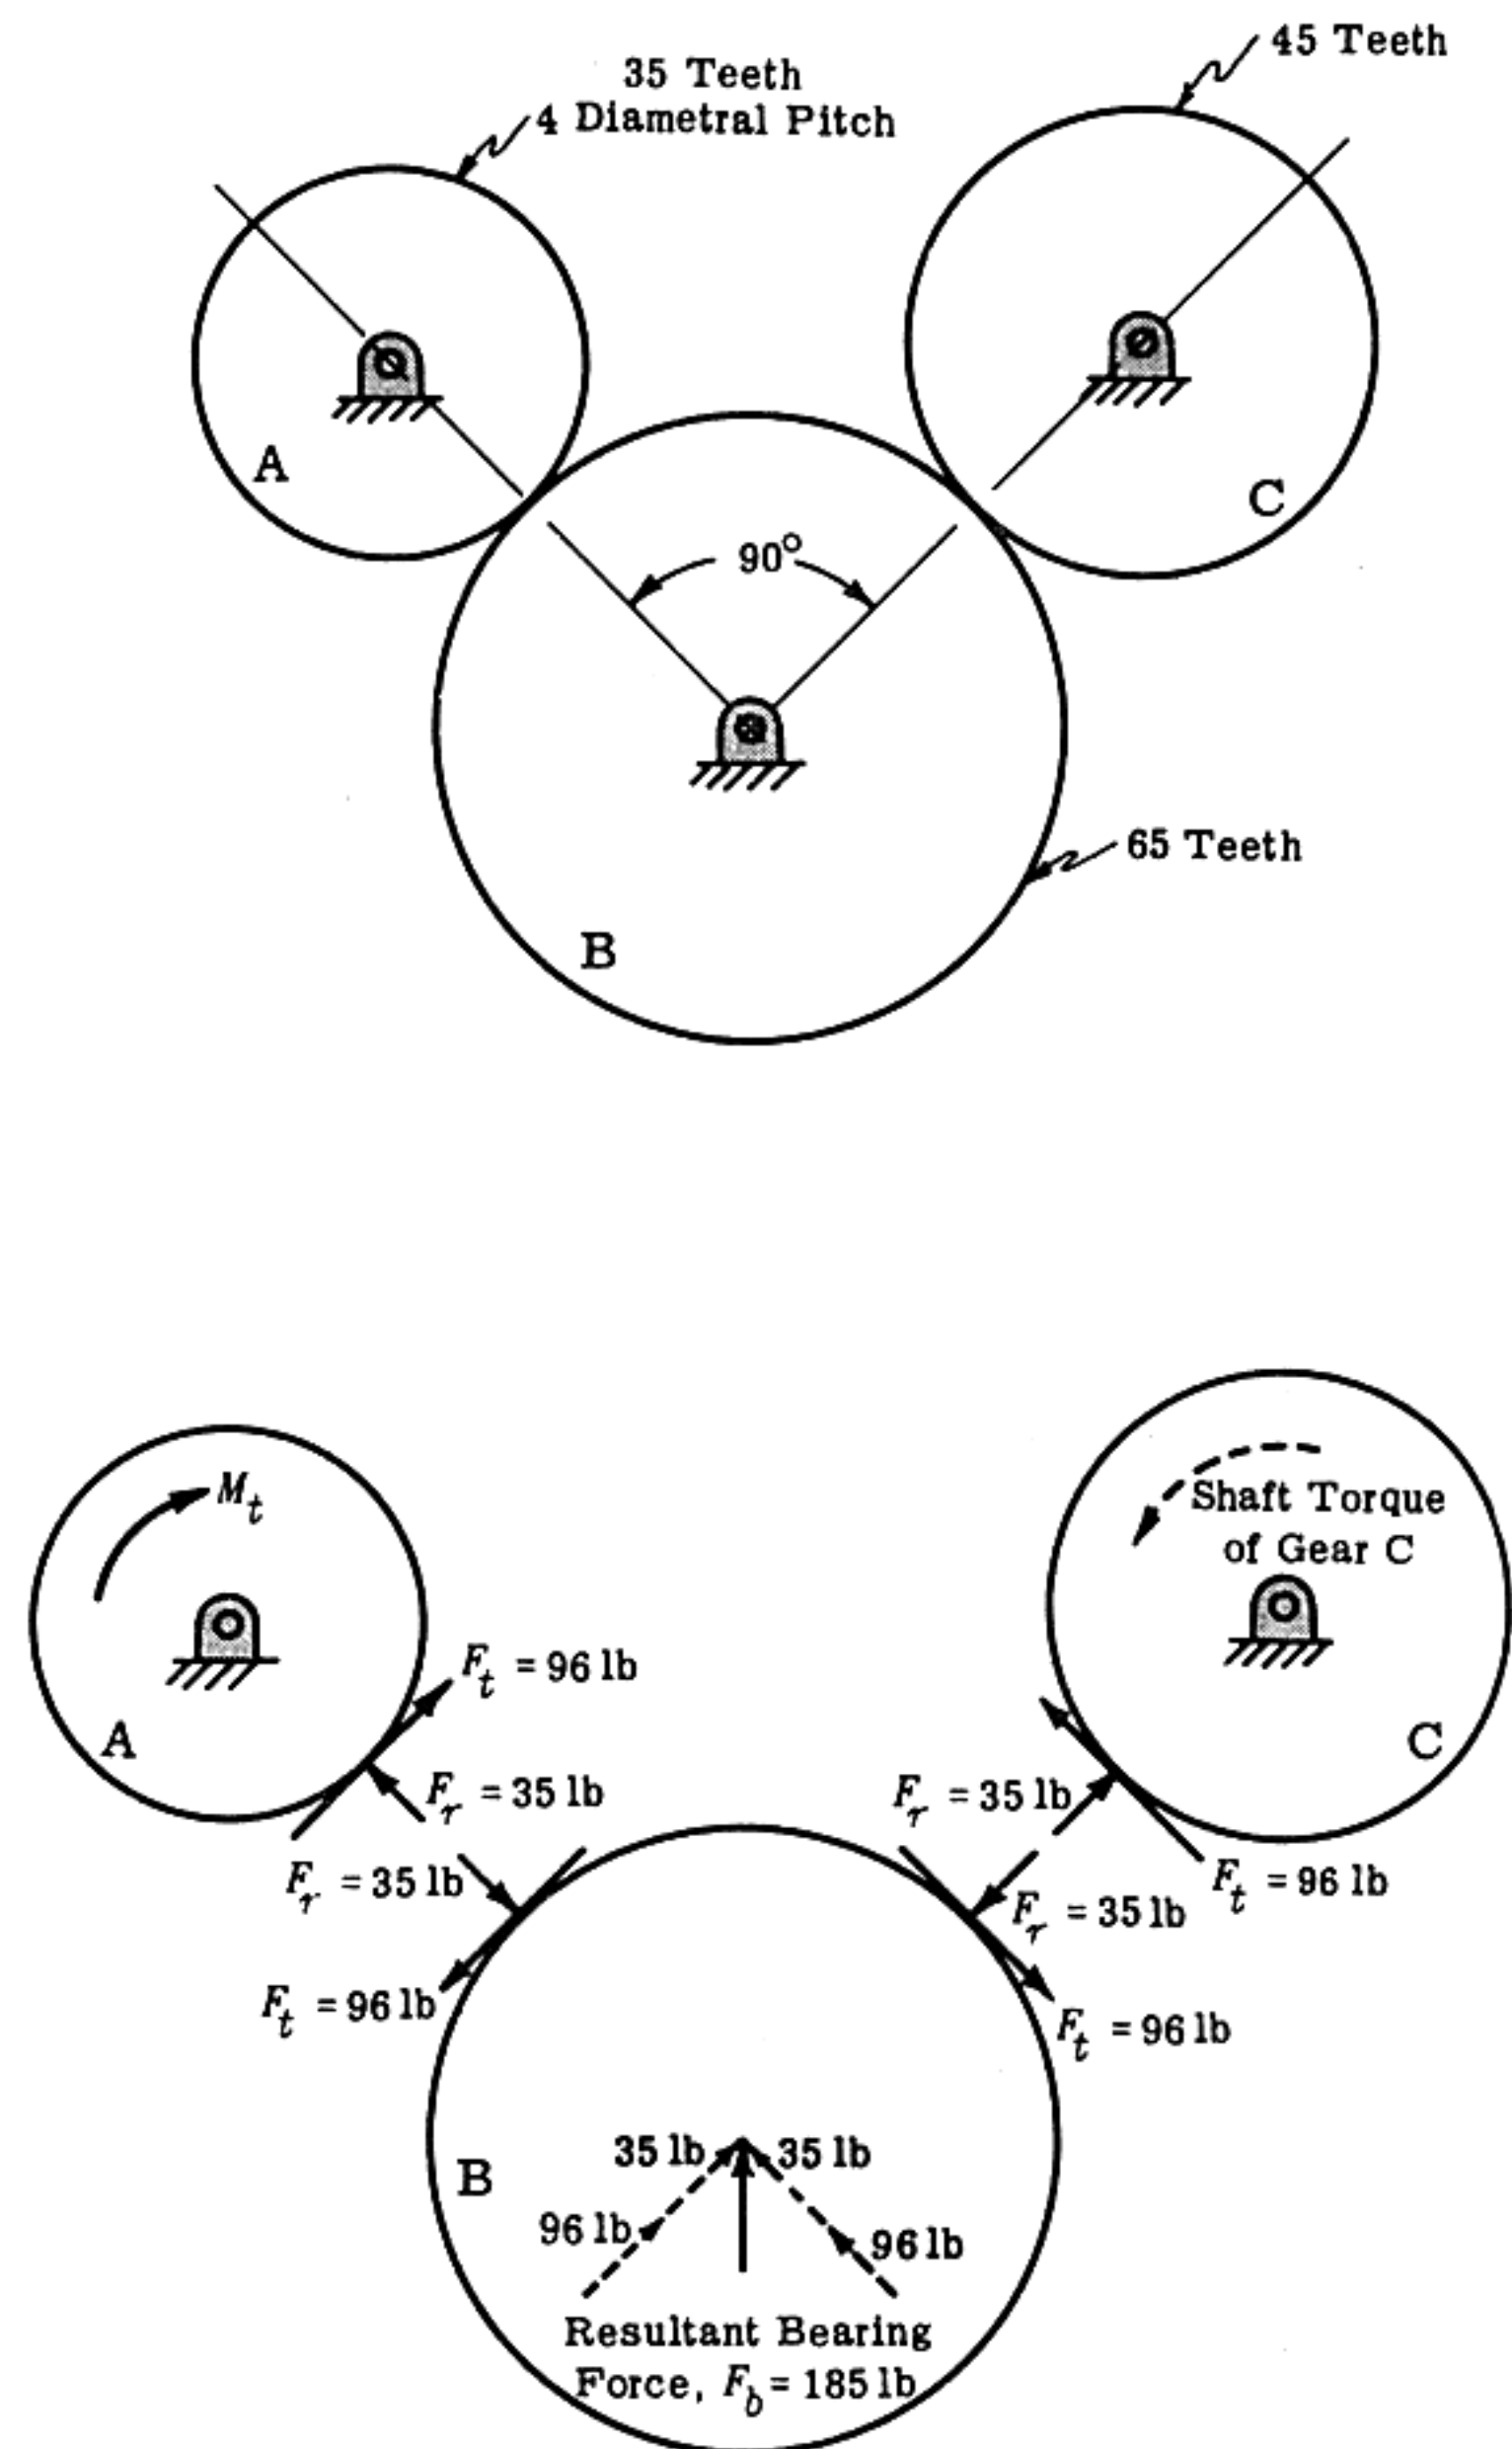 35 Teeth
4 Diametral Pitch
45 Teeth
A
C
90°
65 Teeth
B
M_t
Shaft Torque
of Gear C
F_t = 96 lb
A
C
F_r = 35 lb
F_r = 35 lb
F_r = 35 lb
F_t = 96 lb
F_r = 35 lb
F_t = 96 lb
F_t = 96 lb
35 lb
35 lb
B
96 lb
96 lb
Resultant Bearing
Force, F_b = 185 lb